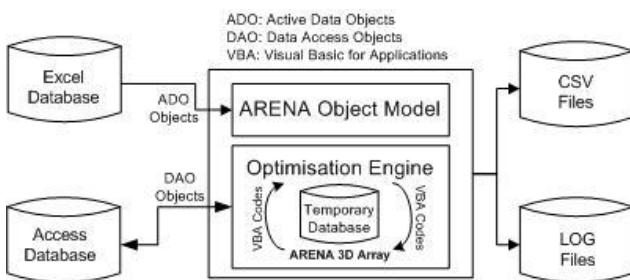 ADO: Active Data Objects
DAO: Data Access Objects
VBA: Visual Basic for Applications
Excel
Database
ADO
Objects
ARENA Object Model
CSV
Files
DAO
Objects
Optimisation Engine
VBA Codes
Temporary
Database
VBA Codes
ARENA 3D Array
Access
Database
LOG
Files